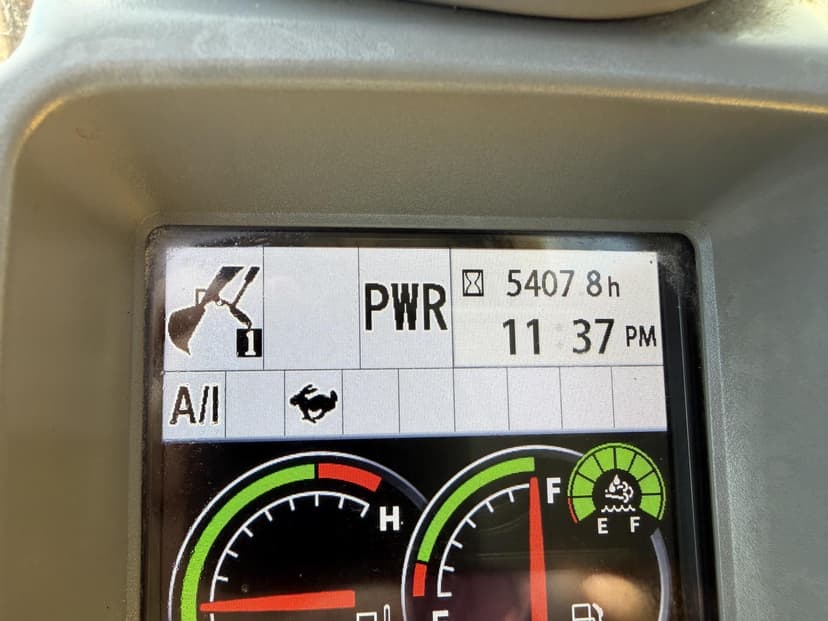 PWR
5407.8h
11:37 PM
1
A/I
H
F
E F